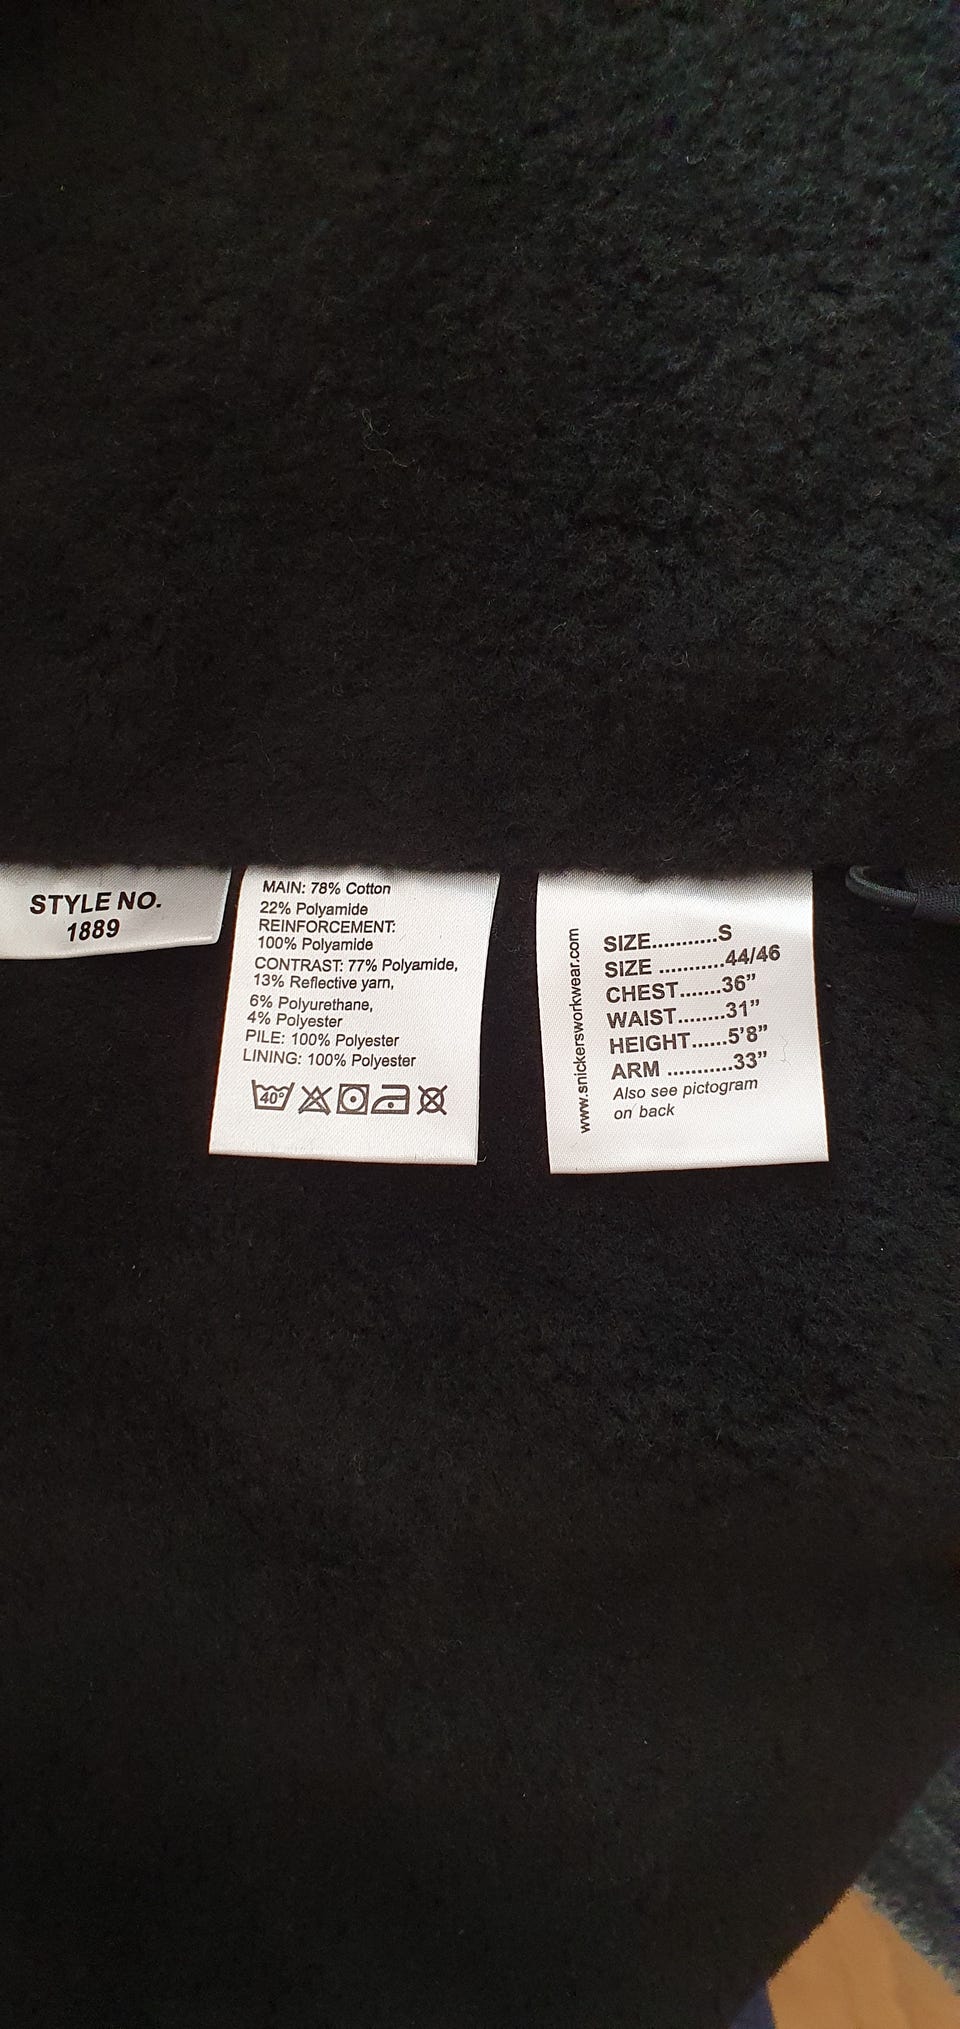 STYLE NO.
1889
MAIN: 78% Cotton
22% Polyamide
REINFORCEMENT:
100% Polyamide
CONTRAST: 77% Polyamide,
13% Reflective yarn,
6% Polyurethane,
4% Polyester
PILE: 100% Polyester
LINING: 100% Polyester
40°
www.snickersworkwear.com
SIZE...........S
SIZE ...........44/46
CHEST.......36”
WAIST........31”
HEIGHT......5’8”
ARM ...........33”
Also see pictogram
on back